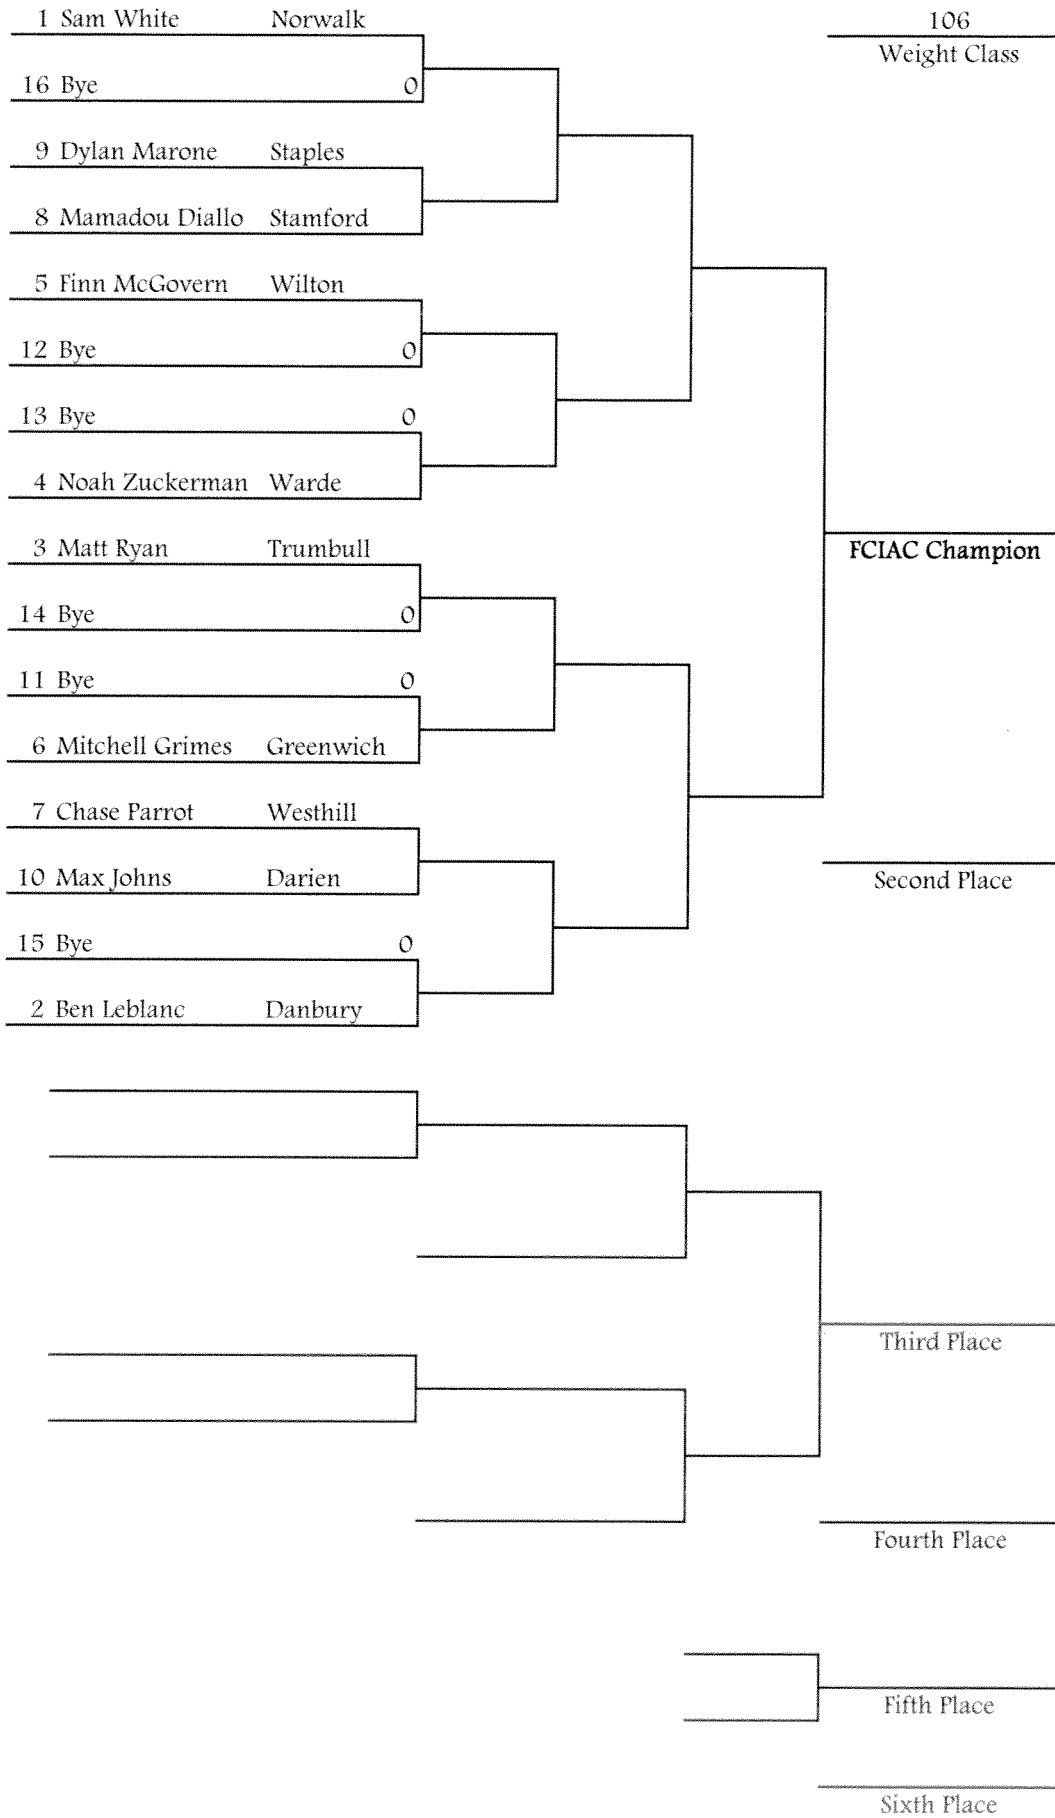 1 Sam White Norwalk 106
Weight Class
16 Bye 0
9 Dylan Marone Staples
8 Mamadou Diallo Stamford
5 Finn McGovern Wilton
12 Bye 0
13 Bye 0
4 Noah Zuckerman Warde
3 Matt Ryan Trumbull
FCIAC Champion
14 Bye 0
11 Bye 0
6 Mitchell Grimes Greenwich
7 Chase Parrot Westhill
10 Max Johns Darien
Second Place
15 Bye 0
2 Ben Leblanc Danbury
Third Place
Fourth Place
Fifth Place
Sixth Place